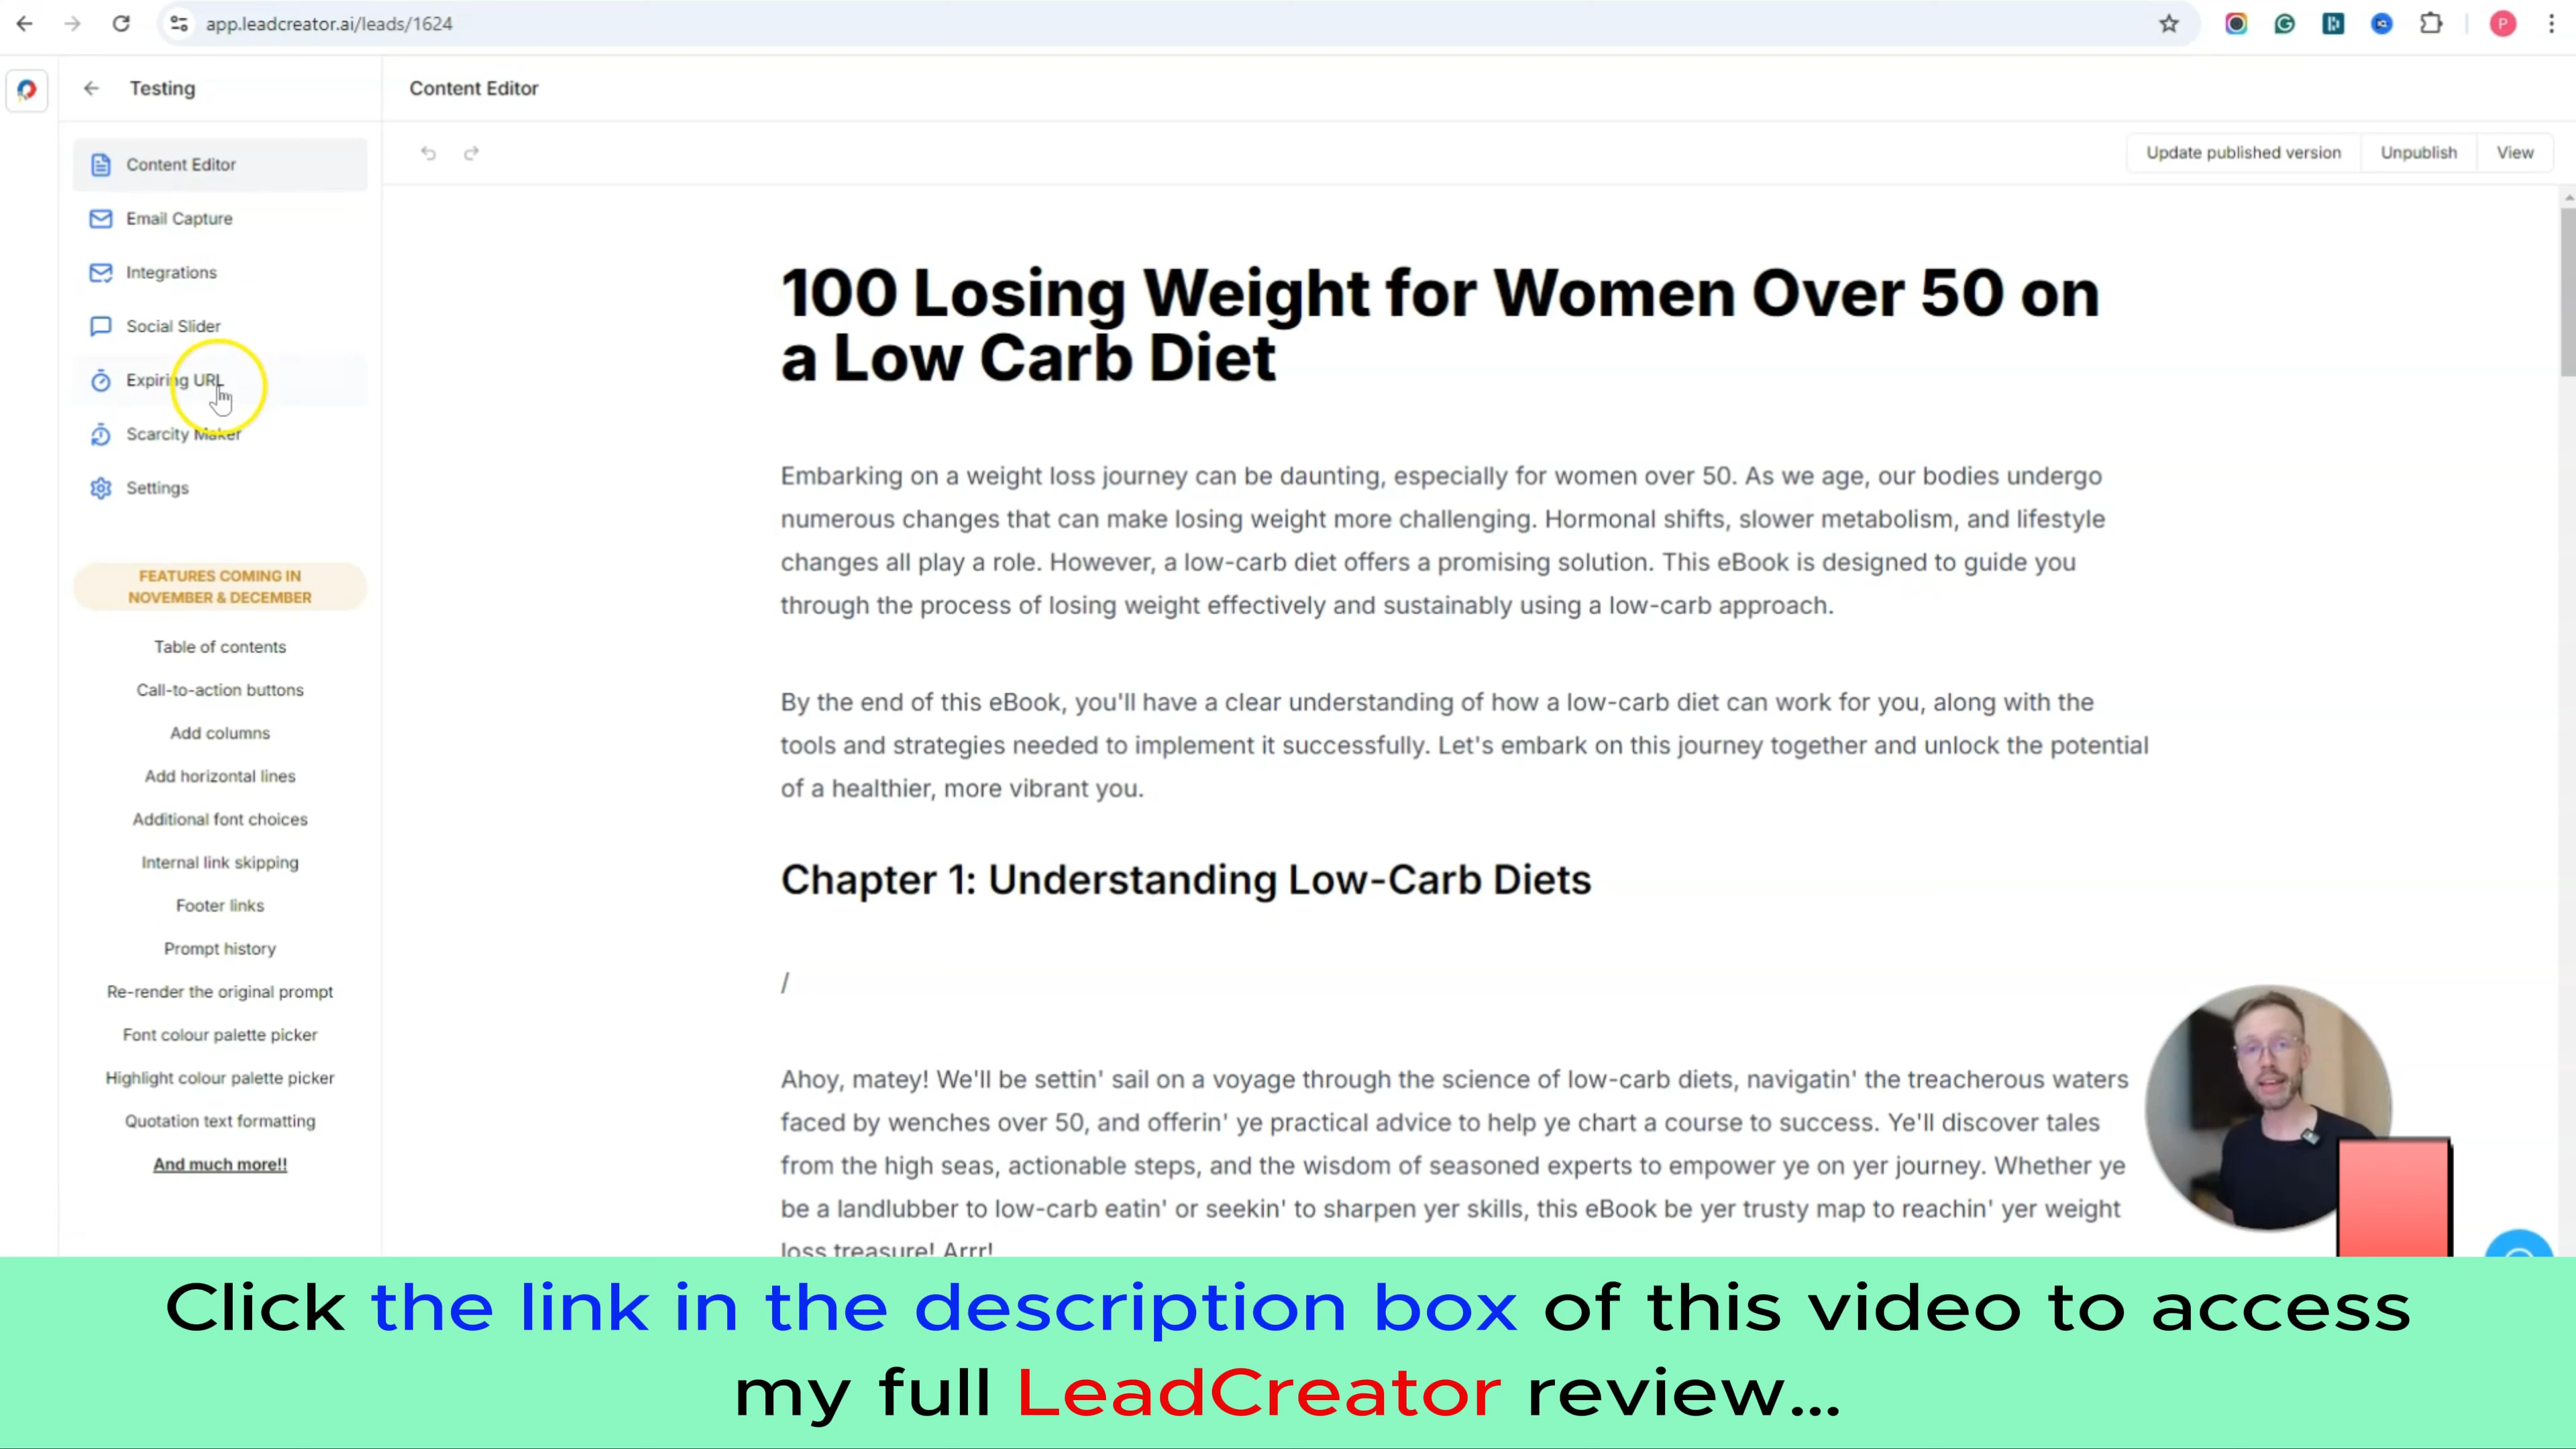 app.leadcreator.ai/leads/1624
P
Testing
Content Editor
Email Capture
Integrations
Social Slider
Expiring URL
Scarcity Maker
Settings
FEATURES COMING IN
NOVEMBER & DECEMBER
Table of contents
Call-to-action buttons
Add columns
Add horizontal lines
Additional font choices
Internal link skipping
Footer links
Prompt history
Re-render the original prompt
Font colour palette picker
Highlight colour palette picker
Quotation text formatting
And much more!!
Content Editor
Update published version
Unpublish
View
100 Losing Weight for Women Over 50 on
a Low Carb Diet
Embarking on a weight loss journey can be daunting, especially for women over 50. As we age, our bodies undergo
numerous changes that can make losing weight more challenging. Hormonal shifts, slower metabolism, and lifestyle
changes all play a role. However, a low-carb diet offers a promising solution. This eBook is designed to guide you
through the process of losing weight effectively and sustainably using a low-carb approach.
By the end of this eBook, you'll have a clear understanding of how a low-carb diet can work for you, along with the
tools and strategies needed to implement it successfully. Let's embark on this journey together and unlock the potential
of a healthier, more vibrant you.
Chapter 1: Understanding Low-Carb Diets
/
Ahoy, matey! We'll be settin' sail on a voyage through the science of low-carb diets, navigatin' the treacherous waters
faced by wenches over 50, and offerin' ye practical advice to help ye chart a course to success. Ye'll discover tales
from the high seas, actionable steps, and the wisdom of seasoned experts to empower ye on yer journey. Whether ye
be a landlubber to low-carb eatin' or seekin' to sharpen yer skills, this eBook be yer trusty map to reachin' yer weight
loss treasure! Arrr!
Click the link in the description box of this video to access
my full LeadCreator review...